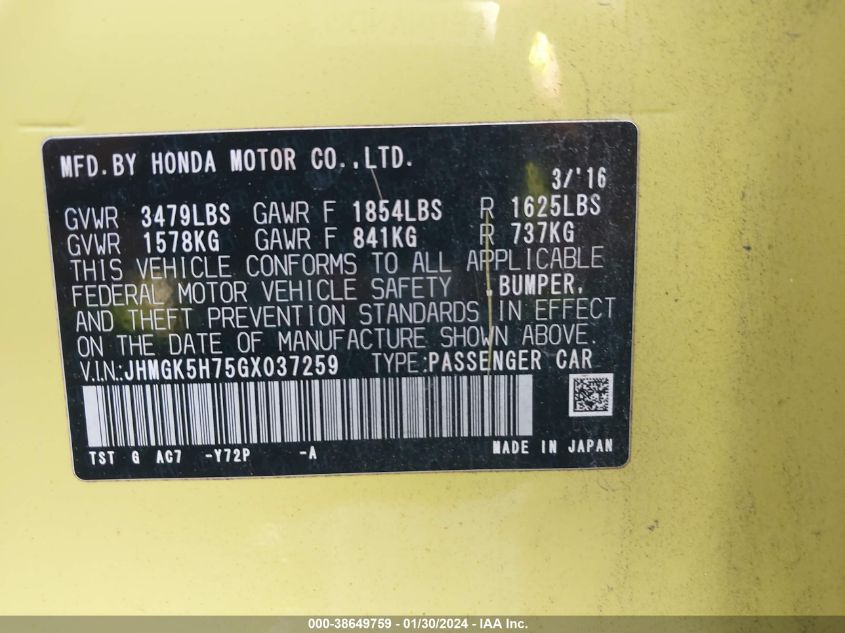 MFD.BY HONDA MOTOR CO.,LTD.
3/'16
GVWR 3479LBS GAWR F 1854LBS R 1625LBS
GVWR 1578KG GAWR F 841KG R 737KG
THIS VEHICLE CONFORMS TO ALL APPLICABLE
FEDERAL MOTOR VEHICLE SAFETY , BUMPER,
AND THEFT PREVENTION STANDARDS IN EFFECT
ON THE DATE OF MANUFACTURE SHOWN ABOVE.
V.I.N.:JHMGK5H75GX037259 TYPE:PASSENGER CAR
TST G AC7 -Y72P -A MADE IN JAPAN
000-38649759 - 01/30/2024 - IAA Inc.